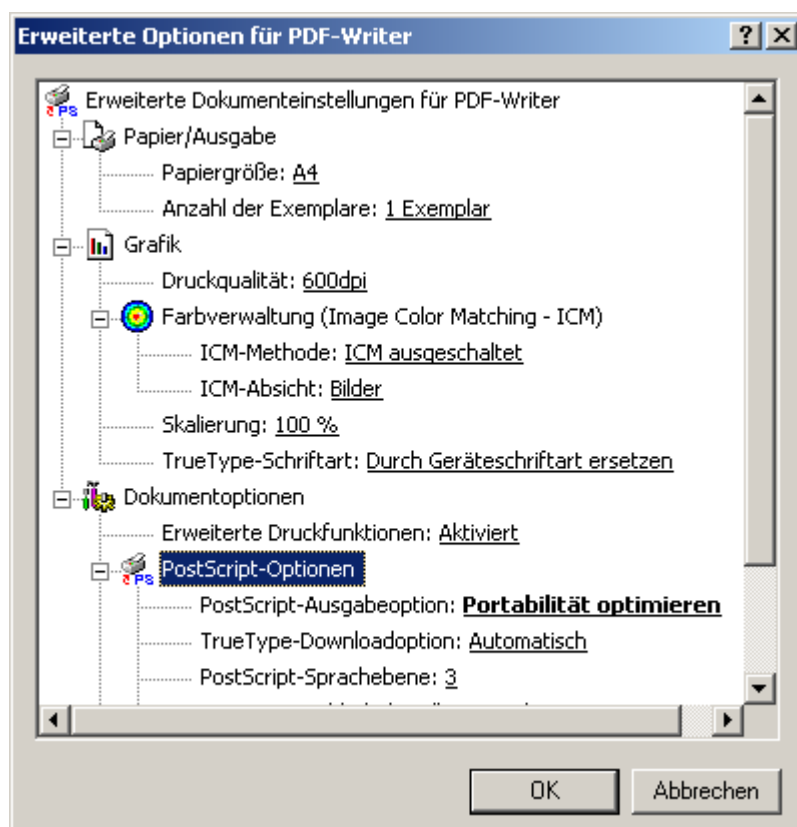 Erweiterte Optionen für PDF-Writer
Erweiterte Dokumenteinstellungen für PDF-Writer
Papier/Ausgabe
Papiergröße: A4
Anzahl der Exemplare: 1 Exemplar
Grafik
Druckqualität: 600dpi
Farbverwaltung (Image Color Matching - ICM)
ICM-Methode: ICM ausgeschaltet
ICM-Absicht: Bilder
Skalierung: 100 %
TrueType-Schriftart: Durch Geräteschriftart ersetzen
Dokumentoptionen
Erweiterte Druckfunktionen: Aktiviert
PostScript-Optionen
PostScript-Ausgabeoption: Portabilität optimieren
TrueType-Downloadoption: Automatisch
PostScript-Sprachebene: 3
OK Abbrechen